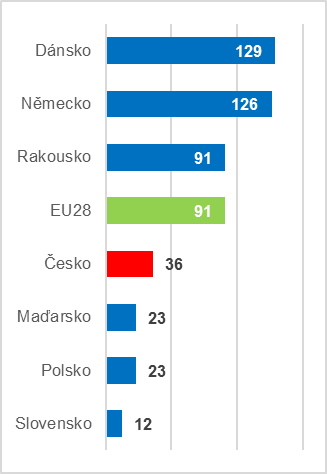 Dánsko 129
Německo 126
Rakousko 91
EU28 91
Česko 36
Maďarsko 23
Polsko 23
Slovensko 12